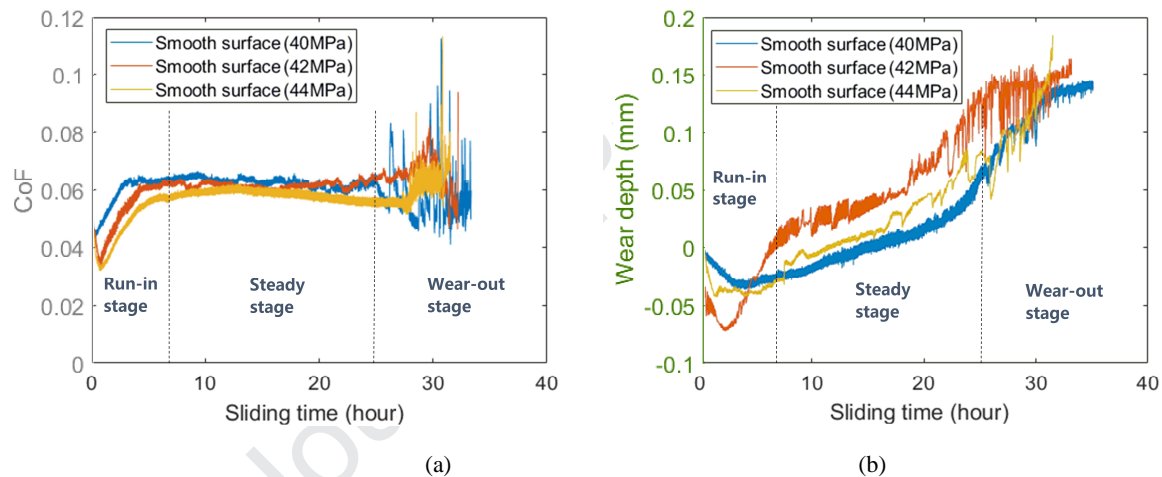 0.12
0.1
0.08
0.06
0.04
0.02
0
CoF
Smooth surface (40MPa)
Smooth surface (42MPa)
Smooth surface (44MPa)
Run-in
stage
Steady
stage
Wear-out
stage
0 10 20 30 40
Sliding time (hour)
(a)
0.2
0.15
0.1
0.05
0
-0.05
-0.1
Wear depth (mm)
Smooth surface (40MPa)
Smooth surface (42MPa)
Smooth surface (44MPa)
Run-in
stage
Steady
stage
Wear-out
stage
0 10 20 30 40
Sliding time (hour)
(b)